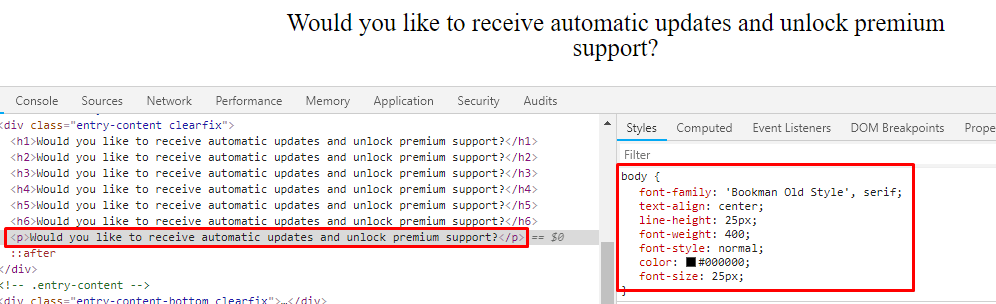 Would you like to receive automatic updates and unlock premium
support?
Console Sources Network Performance Memory Application Security Audits
<div class="entry-content clearfix">
<h1>Would you like to receive automatic updates and unlock premium support?</h1>
<h2>Would you like to receive automatic updates and unlock premium support?</h2>
<h3>Would you like to receive automatic updates and unlock premium support?</h3>
<h4>Would you like to receive automatic updates and unlock premium support?</h4>
<h5>Would you like to receive automatic updates and unlock premium support?</h5>
<h6>Would you like to receive automatic updates and unlock premium support?</h6>
<p>Would you like to receive automatic updates and unlock premium support?</p> == $0
::after
</div>
<!-- .entry-content -->
<div class="entry-content-bottom clearfix">…</div>
Styles Computed Event Listeners DOM Breakpoints Prope
Filter
body {
font-family: 'Bookman Old Style', serif;
text-align: center;
line-height: 25px;
font-weight: 400;
font-style: normal;
color: #000000;
font-size: 25px;
}